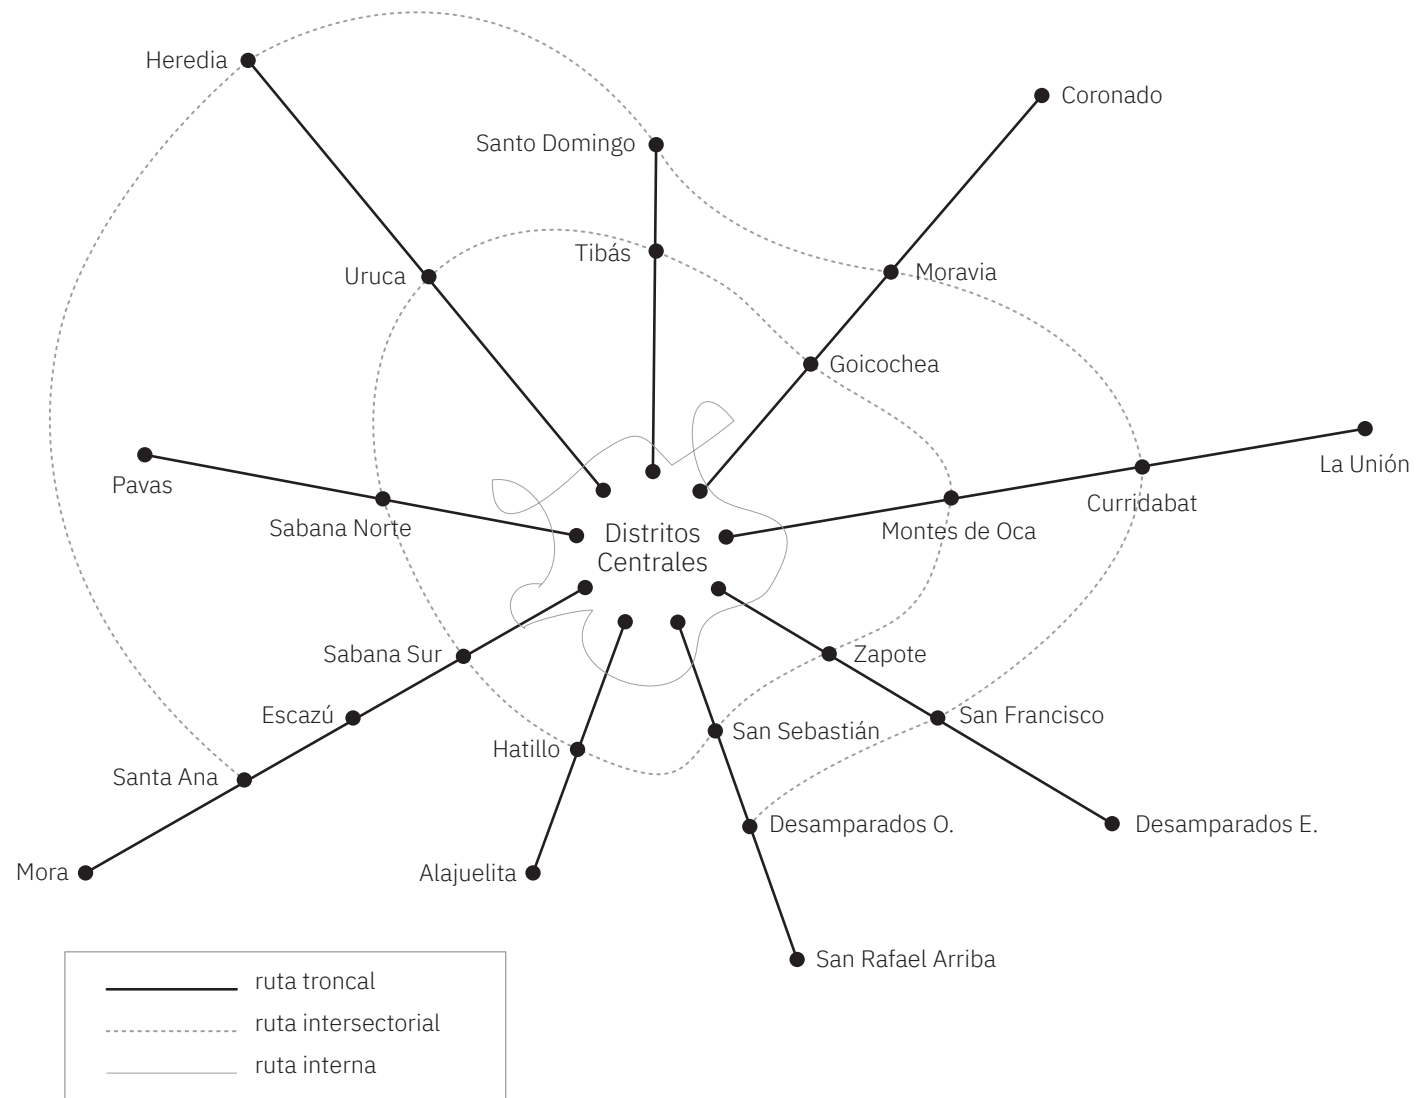 Heredia
Coronado
Santo Domingo
Tibás
Moravia
Uruca
Goicochea
La Unión
Pavas
Curridabat
Sabana Norte
Montes de Oca
Distritos
Centrales
Sabana Sur
Zapote
Escazú
San Francisco
San Sebastián
Hatillo
Santa Ana
Desamparados O.
Desamparados E.
Mora
Alajuelita
San Rafael Arriba
ruta troncal
ruta intersectorial
ruta interna